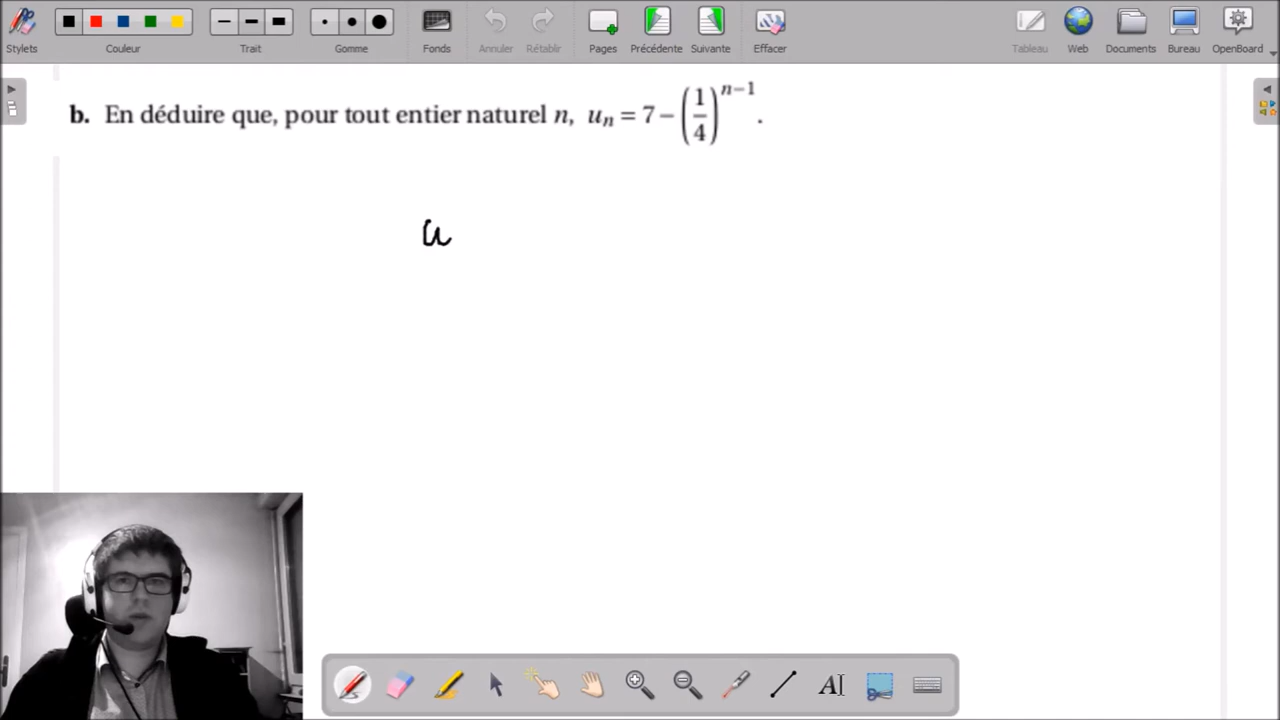 Stylets Couleur Trait Gomme Fonds Annuler Rétablir Pages Précédente Suivante Effacer Tableau Web Documents Bureau OpenBoard
b. En déduire que, pour tout entier naturel n, uₙ = 7 − (1/4)ⁿ⁻¹.
u
AI